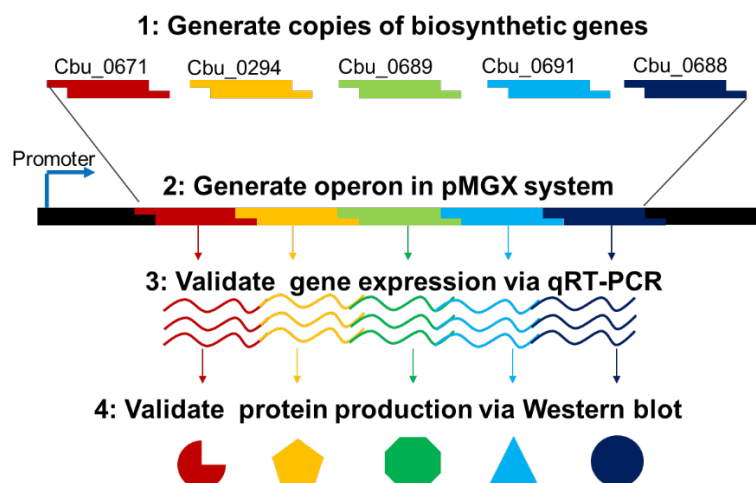 1: Generate copies of biosynthetic genes
Cbu_0671 Cbu_0294 Cbu_0689 Cbu_0691 Cbu_0688
Promoter
2: Generate operon in pMGX system
3: Validate gene expression via qRT-PCR
4: Validate protein production via Western blot